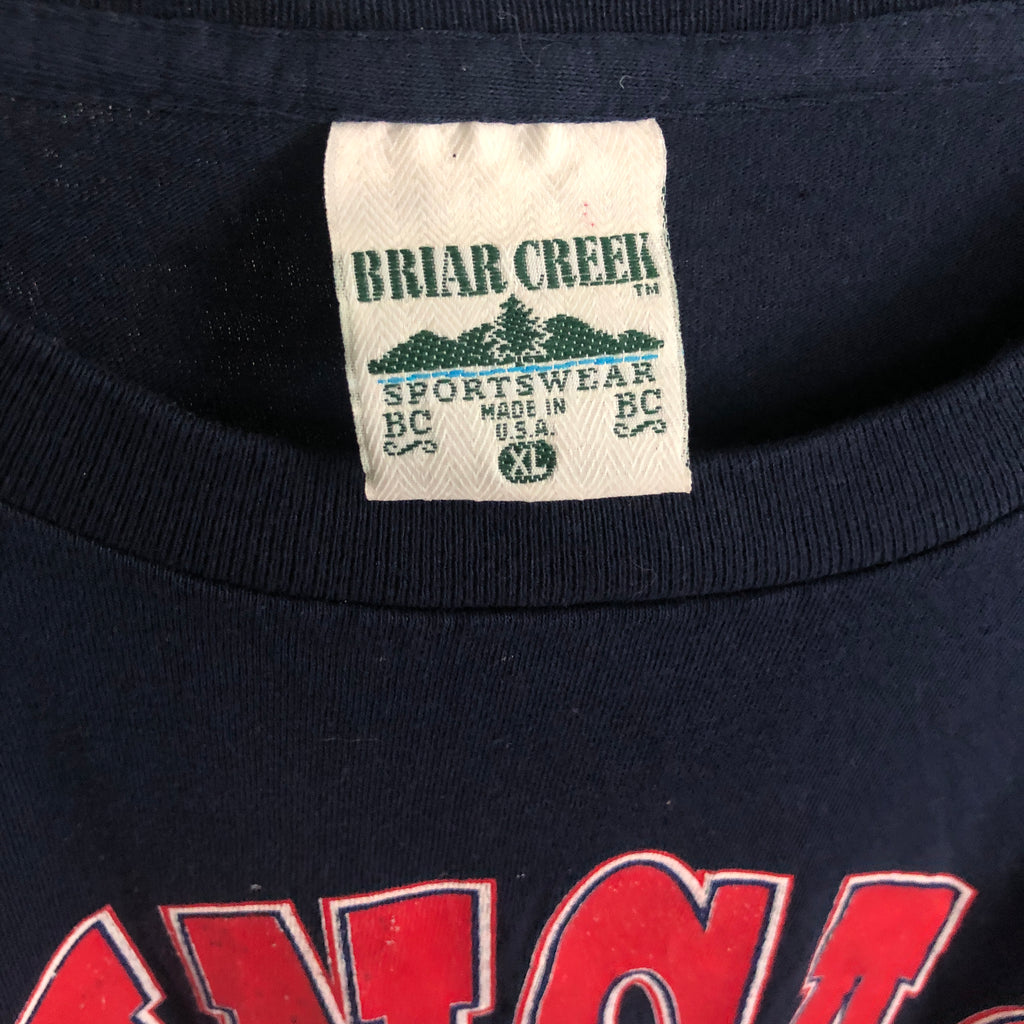 BRIAR CREEK
TM
SPORTSWEAR
BC MADE IN BC
U.S.A.
XL